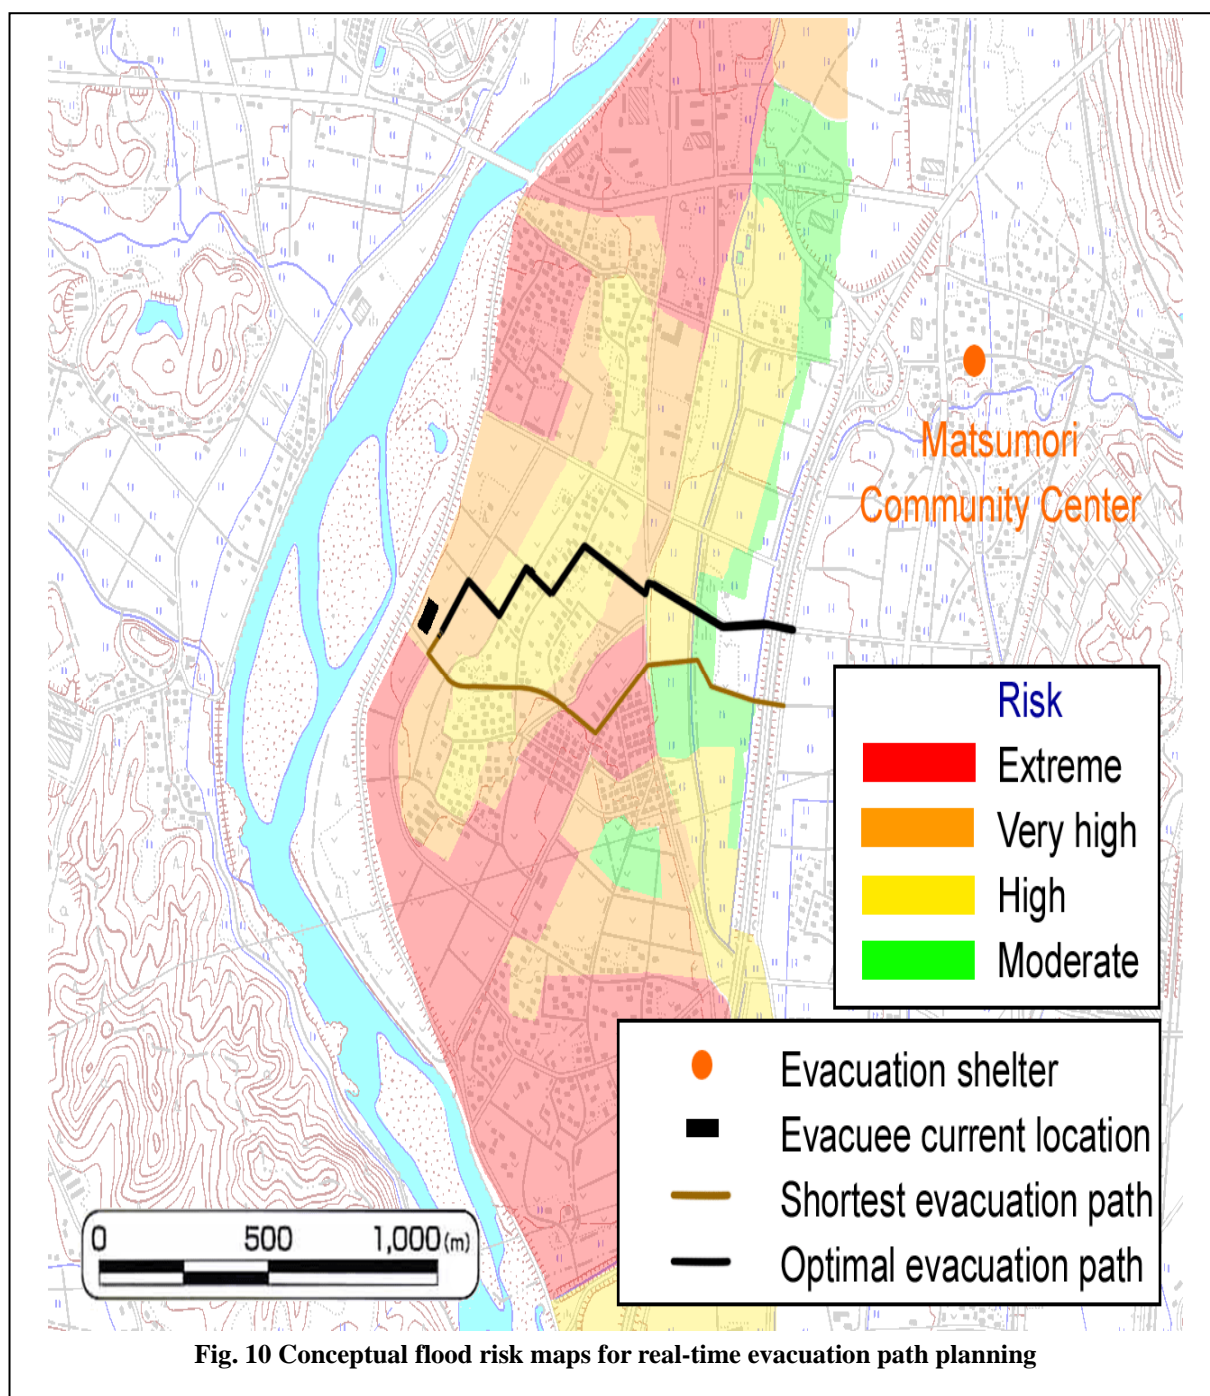 Matsumori
Community Center
Risk
Extreme
Very high
High
Moderate
Evacuation shelter
Evacuee current location
Shortest evacuation path
Optimal evacuation path
0 500 1,000 (m)
Fig. 10 Conceptual flood risk maps for real-time evacuation path planning